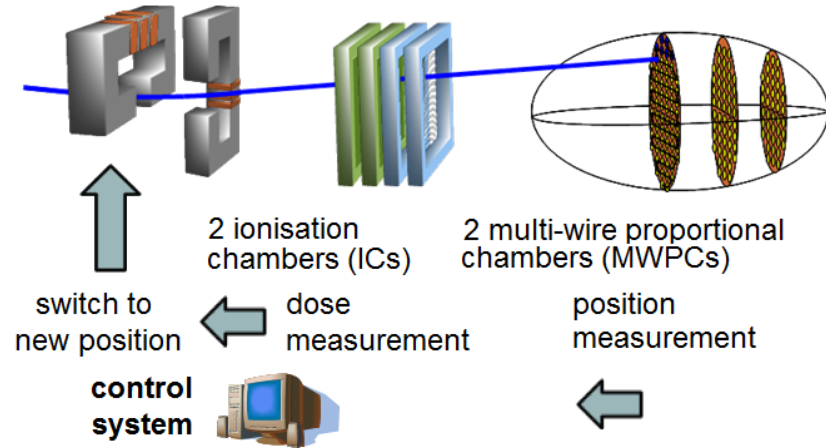 2 ionisation
chambers (ICs)
2 multi-wire proportional
chambers (MWPCs)
switch to
new position
dose
measurement
position
measurement
control
system